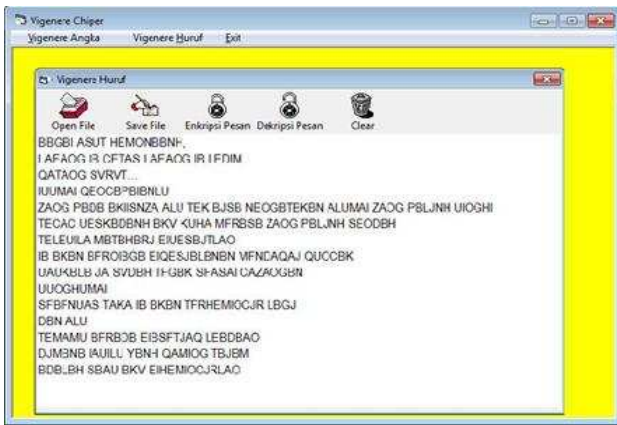 Vigenere Chiper
Vigenere Angka Vigenere Huruf Exit
Vigenere Huruf
Open File Save File Enkripsi Pesan Dekripsi Pesan Clear
BBGBI ASUT HEMONBBNH,
LAEAOG IB CETAS LAEAOG IB LEDIM
QATAOG SVRVT...
IUUMAI QEOCBPBIBNLU
ZAOG PBDB BKIISNZA ALU TEK BJSB NEOGBTEKBN ALUMAI ZAOG PBLJNH UIOGHI
TECAC UESKBDBNH BKV KUHA MFRBSB ZAOG PBLJNH SEODBH
TELEUILA MBTBHBRJ EIUESBJTLAO
IB BKBN BFROIBGB EIQESJBLBNBN MFNDAQAJ QUCCBK
UAUKBLB JA SVDBH TFGBK SFASAI CAZAOGBN
UUOGHUMAI
SFBFNUAS TAKA IB BKBN TFRHEMIOCJR LBGJ
DBN ALU
TEMAMU BFRBDB EIBSFTJAQ LEBDBAO
DJMBNB IAUILU YBNH QAMIOG TBJBM
BDBLBH SBAU BKV EIHEMIOCJRLAO